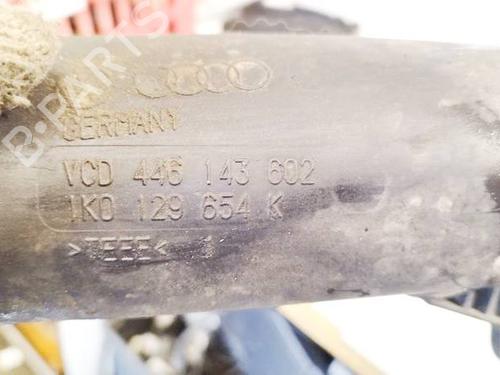 GERMANY
VCD 446 143 602
1K0 129 654 K
>TEEE<
B-PARTS